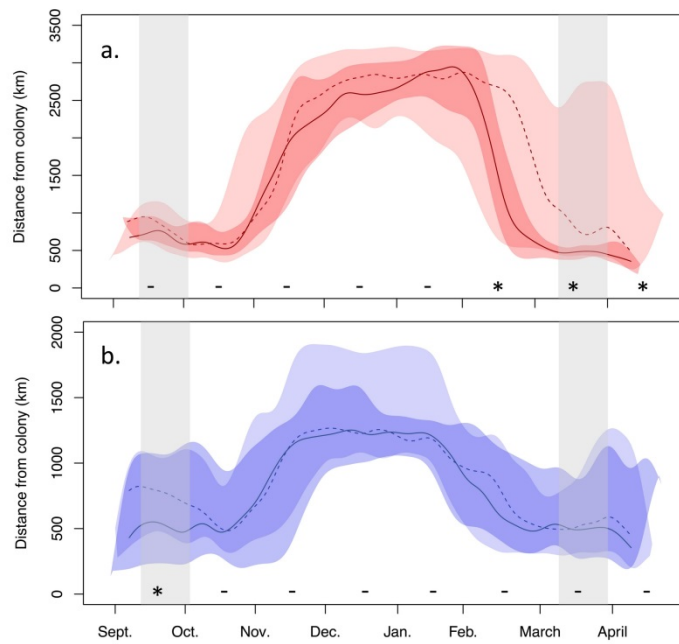 a.
Distance from colony (km)
3500
2500
1500
500
0
- - - - - * * *
b.
Distance from colony (km)
2000
1500
1000
500
0
* - - - - - - -
Sept. Oct. Nov. Dec. Jan. Feb. March April